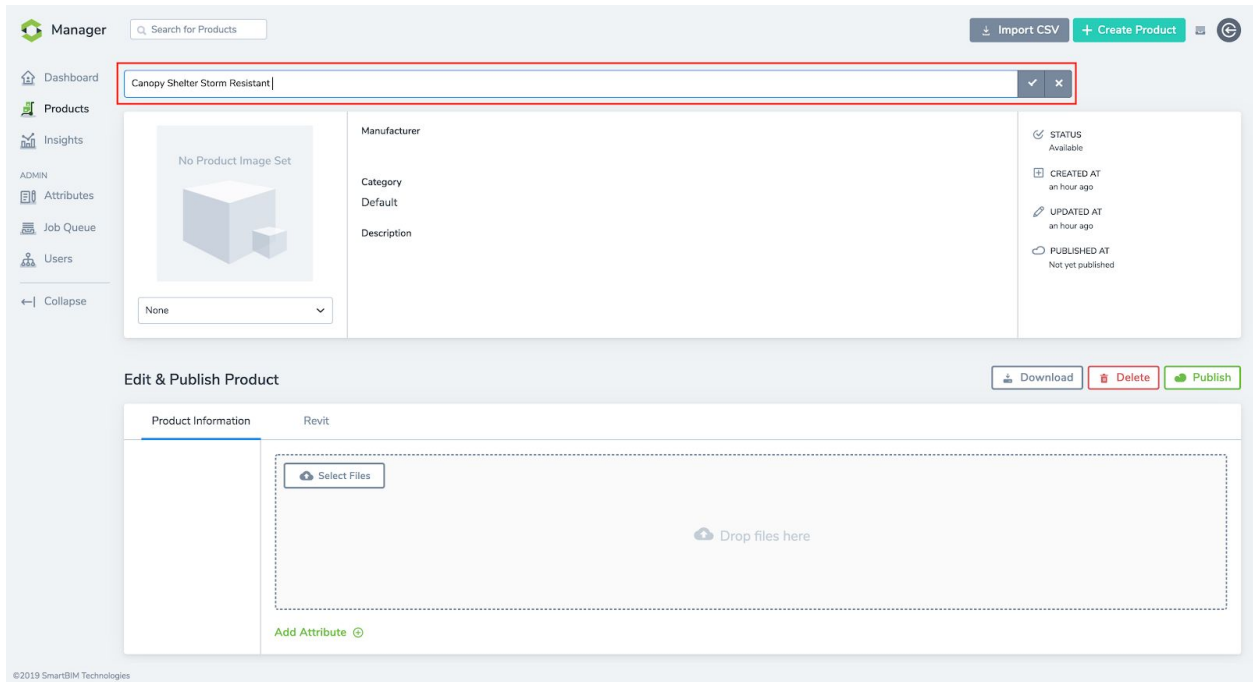 Manager
Search for Products
Import CSV
+ Create Product
Dashboard
Products
Insights
ADMIN
Attributes
Job Queue
Users
Collapse
Canopy Shelter Storm Resistant
No Product Image Set
None
Manufacturer
Category
Default
Description
STATUS
Available
CREATED AT
an hour ago
UPDATED AT
an hour ago
PUBLISHED AT
Not yet published
Edit & Publish Product
Download
Delete
Publish
Product Information
Revit
Select Files
Drop files here
Add Attribute
©2019 SmartBIM Technologies